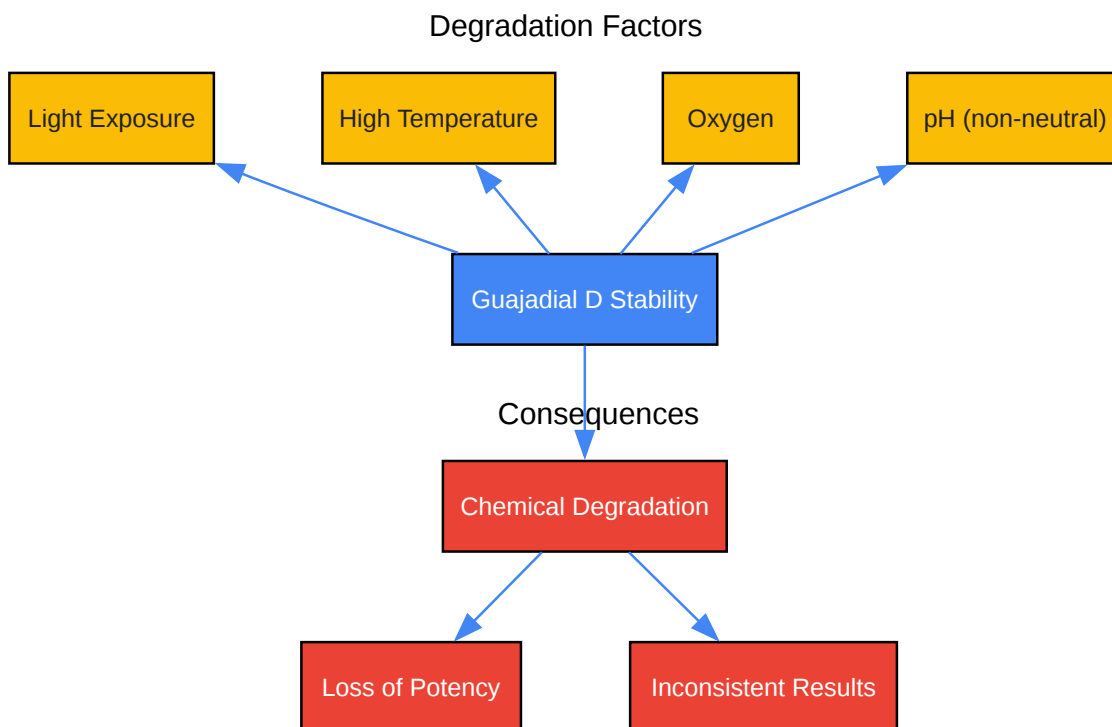 Degradation Factors
Light Exposure
High Temperature
Oxygen
pH (non-neutral)
Guajadial D Stability
Consequences
Chemical Degradation
Loss of Potency
Inconsistent Results